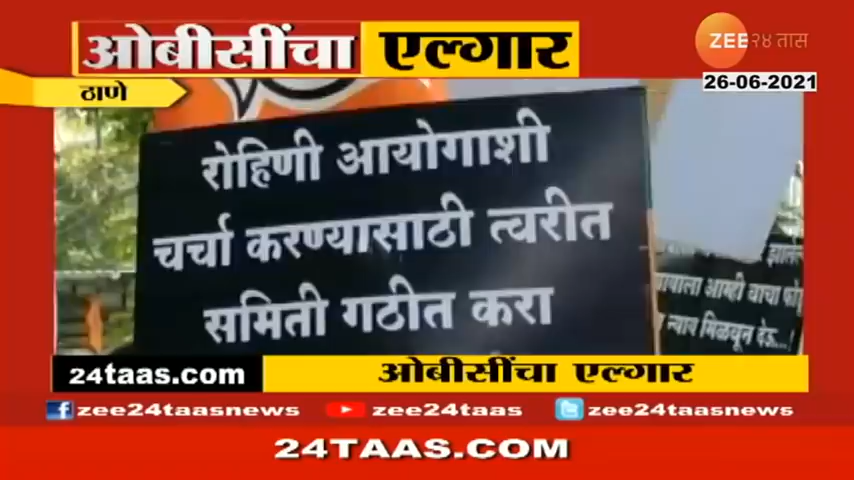 ओबीसींचा एल्गार
ZEE २४ तास
26-06-2021
ठाणे
रोहिणी आयोगाशी
चर्चा करण्यासाठी त्वरीत
समिती गठीत करा
झालेल
आम्ही वाचा फो
न्याय मिळवून देऊ...!
24taas.com
ओबीसींचा एल्गार
zee24taasnews
zee24taas
zee24taasnews
24TAAS.COM